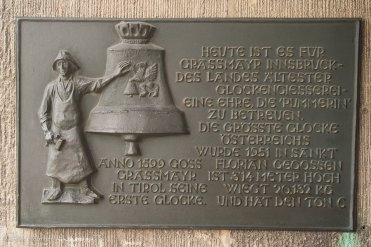 HEUTE IST ES FÜR
GRASSMAYR INNSBRUCK-
DES LANDES ÄLTESTER
GLOCKENGIESSEREI-
EINE EHRE, DIE "PUMMERIN"
ZU BETREUEN.
DIE GRÖSSTE GLOCKE
ÖSTERREICHS
WURDE 1951 IN SANKT
FLORIAN GEGOSSEN
IST 314 METER HOCH
WIEGT 20.132 KG
UND HAT DEN TON C
ANNO 1599 GOSS
GRASSMAYR
IN TIROL SEINE
ERSTE GLOCKE.